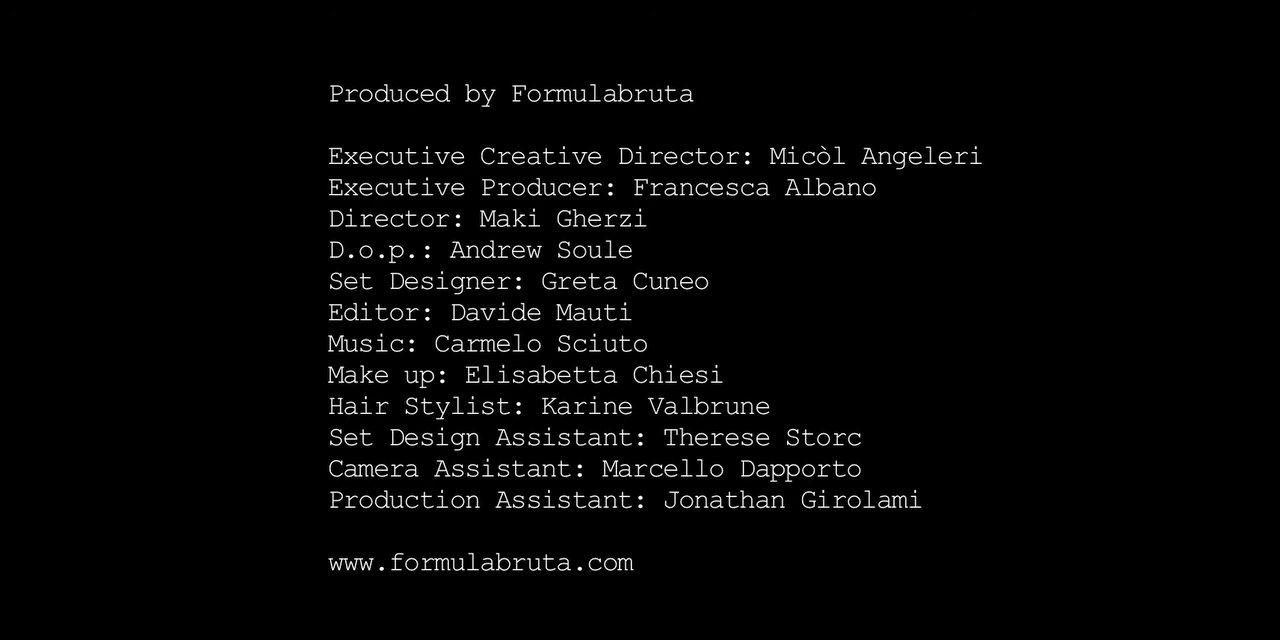 Produced by Formulabruta
Executive Creative Director: Micòl Angeleri
Executive Producer: Francesca Albano
Director: Maki Gherzi
D.o.p.: Andrew Soule
Set Designer: Greta Cuneo
Editor: Davide Mauti
Music: Carmelo Sciuto
Make up: Elisabetta Chiesi
Hair Stylist: Karine Valbrune
Set Design Assistant: Therese Storc
Camera Assistant: Marcello Dapporto
Production Assistant: Jonathan Girolami
www.formulabruta.com